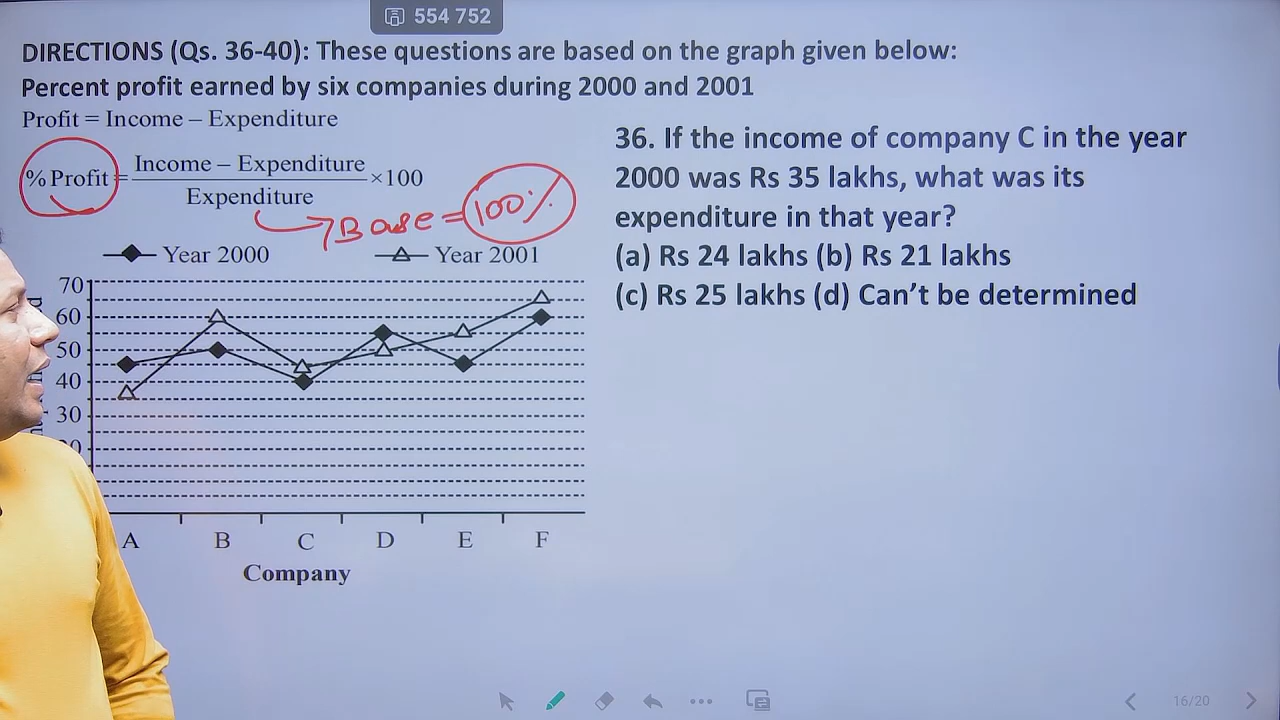 554 752
DIRECTIONS (Qs. 36-40): These questions are based on the graph given below:
Percent profit earned by six companies during 2000 and 2001
Profit = Income – Expenditure
% Profit = Income – Expenditure / Expenditure ×100
Base = 100%
Year 2000 Year 2001
70
60
50
40
30
A B C D E F
Company
36. If the income of company C in the year
2000 was Rs 35 lakhs, what was its
expenditure in that year?
(a) Rs 24 lakhs (b) Rs 21 lakhs
(c) Rs 25 lakhs (d) Can't be determined
16/20